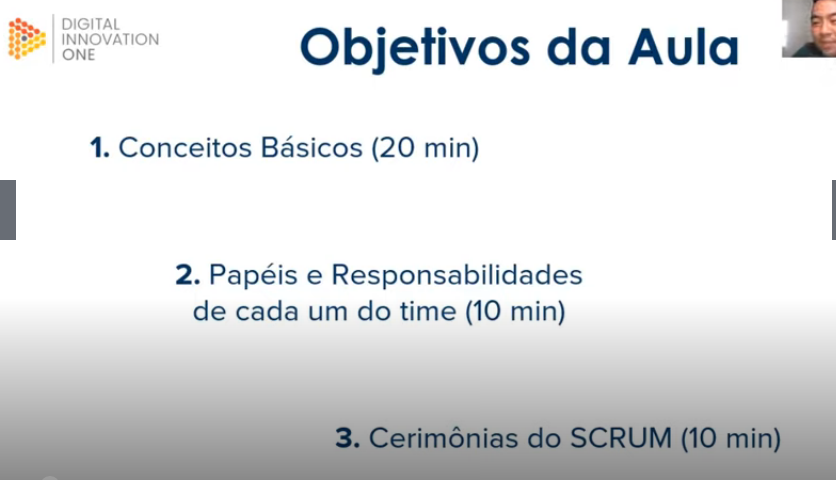 DIGITAL
INNOVATION
ONE
Objetivos da Aula
1. Conceitos Básicos (20 min)
2. Papéis e Responsabilidades
de cada um do time (10 min)
3. Cerimônias do SCRUM (10 min)